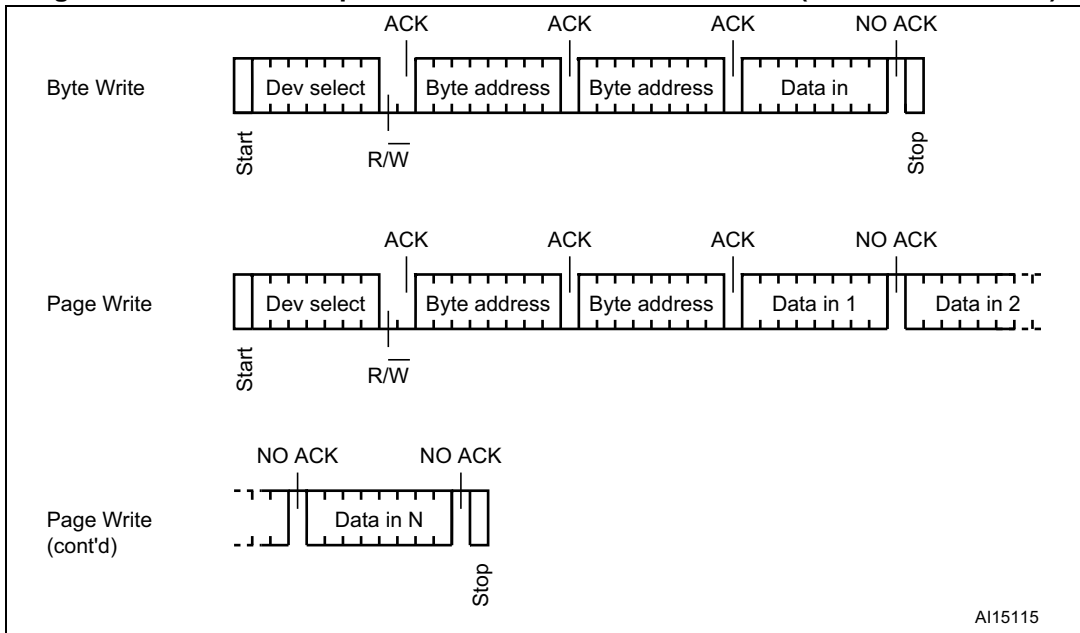 ACK ACK ACK NO ACK
Byte Write
Dev select Byte address Byte address Data in
Start
R/W̅
Stop
ACK ACK ACK NO ACK
Page Write
Dev select Byte address Byte address Data in 1 Data in 2
Start
R/W̅
NO ACK NO ACK
Page Write
(cont'd)
Data in N
Stop
AI15115